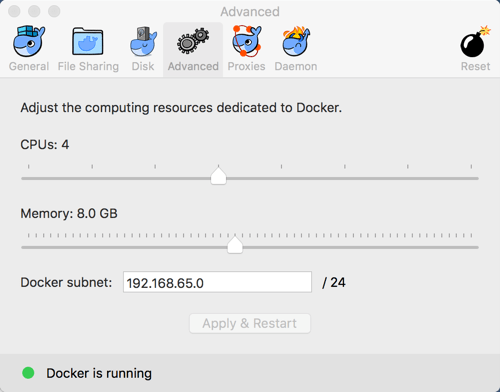 Advanced
General File Sharing Disk Advanced Proxies Daemon Reset
Adjust the computing resources dedicated to Docker.
CPUs: 4
Memory: 8.0 GB
Docker subnet: 192.168.65.0 / 24
Apply & Restart
Docker is running